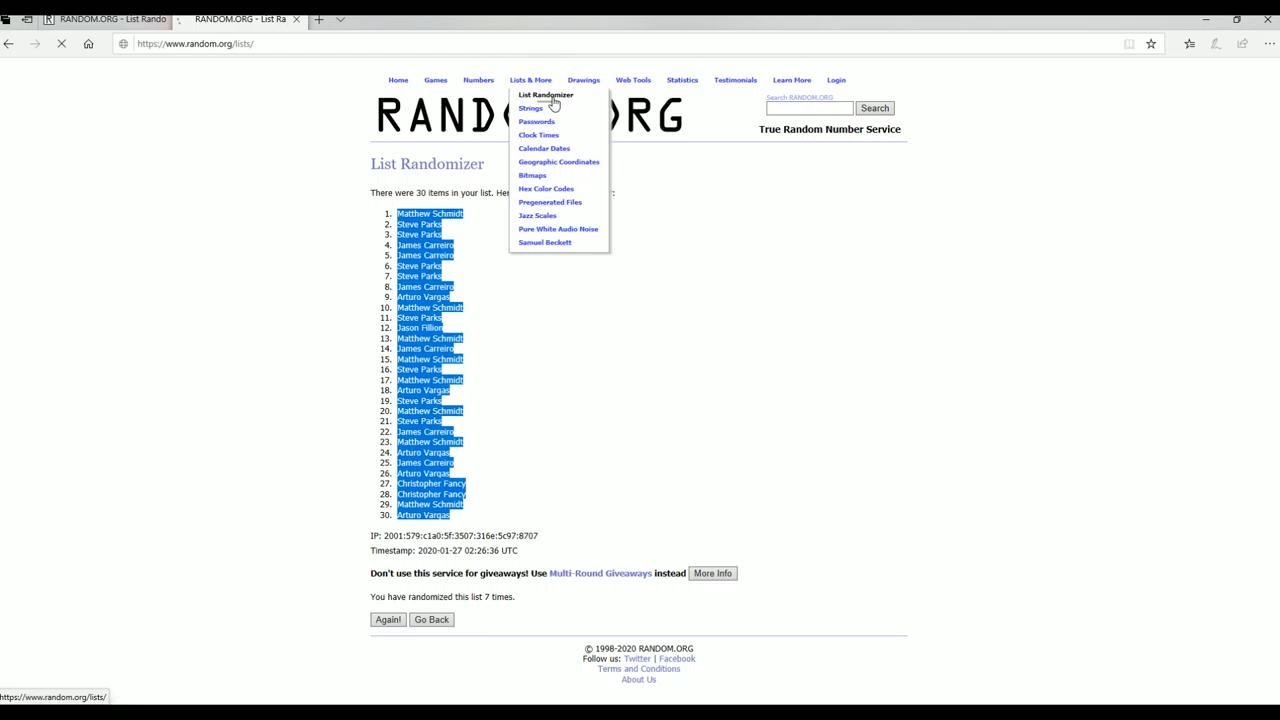 RANDOM.ORG - List Rando
RANDOM.ORG - List Ra
https://www.random.org/lists/
Home Games Numbers Lists & More Drawings Web Tools Statistics Testimonials Learn More Login
List Randomizer
Strings
Passwords
Clock Times
Calendar Dates
Geographic Coordinates
Bitmaps
Hex Color Codes
Pregenerated Files
Jazz Scales
Pure White Audio Noise
Samuel Beckett
RAND RG
Search RANDOM.ORG
Search
True Random Number Service
List Randomizer
There were 30 items in your list. Her :
1. Matthew Schmidt
2. Steve Parks
3. Steve Parks
4. James Carreiro
5. James Carreiro
6. Steve Parks
7. Steve Parks
8. James Carreiro
9. Arturo Vargas
10. Matthew Schmidt
11. Steve Parks
12. Jason Fillion
13. Matthew Schmidt
14. James Carreiro
15. Matthew Schmidt
16. Steve Parks
17. Matthew Schmidt
18. Arturo Vargas
19. Steve Parks
20. Matthew Schmidt
21. Steve Parks
22. James Carreiro
23. Matthew Schmidt
24. Arturo Vargas
25. James Carreiro
26. Arturo Vargas
27. Christopher Fancy
28. Christopher Fancy
29. Matthew Schmidt
30. Arturo Vargas
IP: 2001:579:c1a0:5f:3507:316e:5c97:8707
Timestamp: 2020-01-27 02:26:36 UTC
Don't use this service for giveaways! Use Multi-Round Giveaways instead More Info
You have randomized this list 7 times.
Again! Go Back
© 1998-2020 RANDOM.ORG
Follow us: Twitter | Facebook
Terms and Conditions
About Us
https://www.random.org/lists/